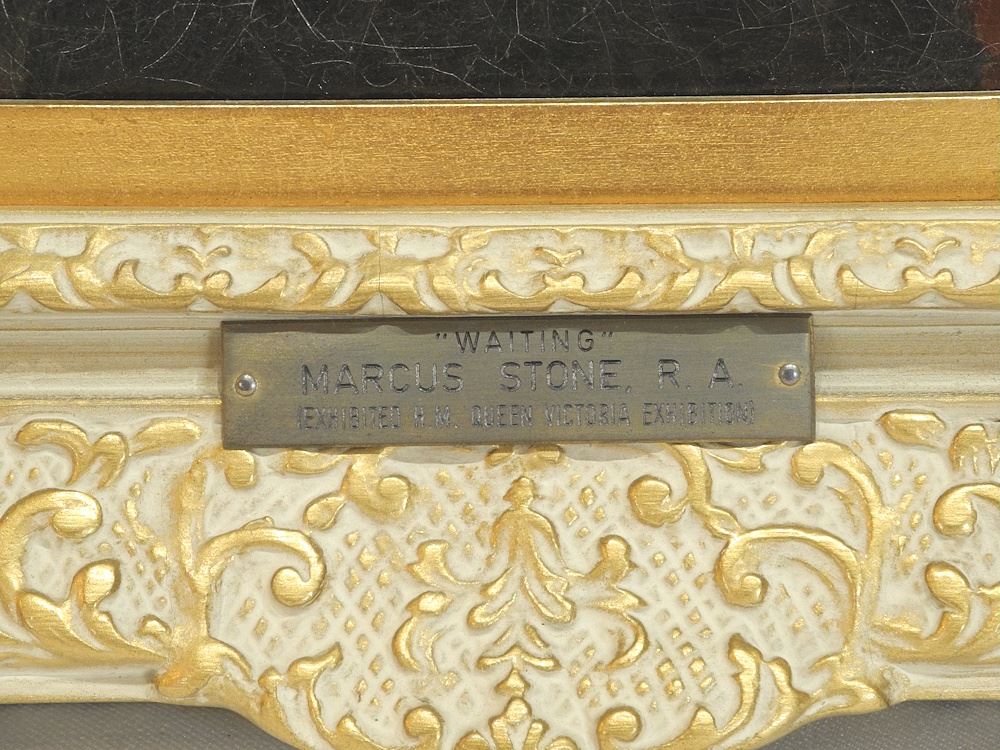 "WAITING"
MARCUS STONE, R. A.
(EXHIBITED H.M. QUEEN VICTORIA EXHIBITION)